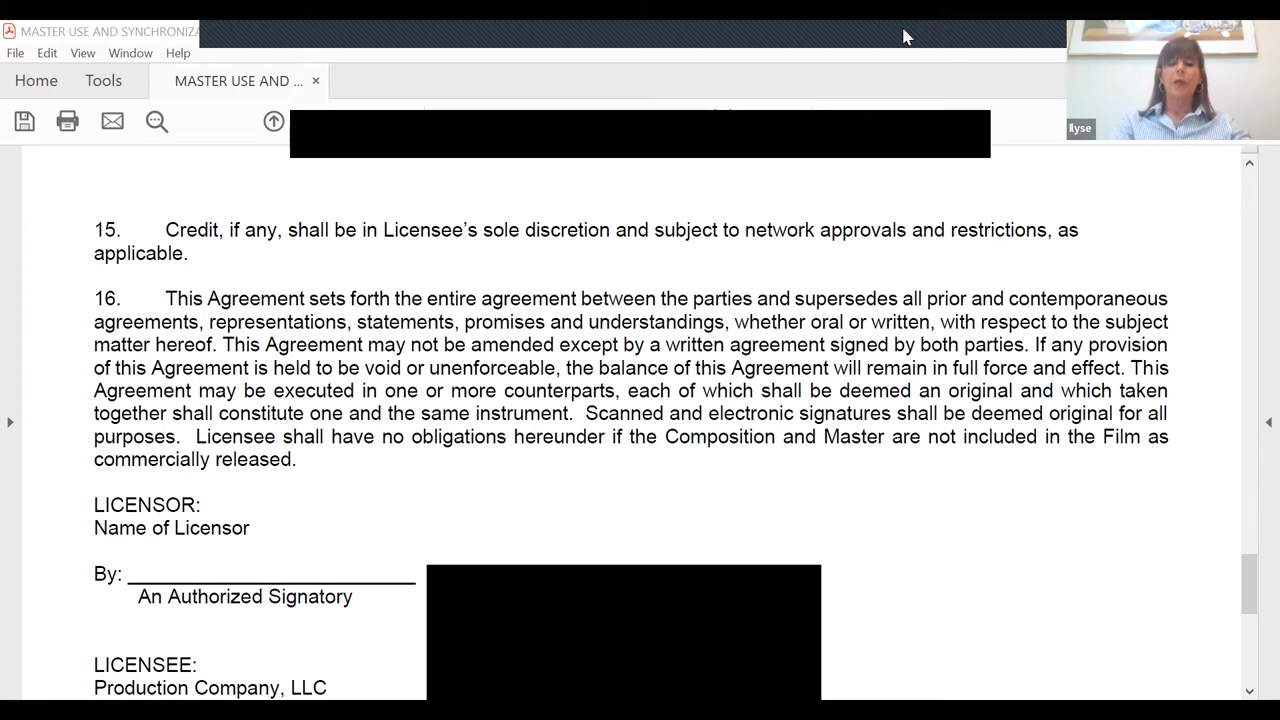 MASTER USE AND SYNCHRONIZA
File Edit View Window Help
Home Tools MASTER USE AND ... ×
Ilyse
15. Credit, if any, shall be in Licensee’s sole discretion and subject to network approvals and restrictions, as
applicable.
16. This Agreement sets forth the entire agreement between the parties and supersedes all prior and contemporaneous
agreements, representations, statements, promises and understandings, whether oral or written, with respect to the subject
matter hereof. This Agreement may not be amended except by a written agreement signed by both parties. If any provision
of this Agreement is held to be void or unenforceable, the balance of this Agreement will remain in full force and effect. This
Agreement may be executed in one or more counterparts, each of which shall be deemed an original and which taken
together shall constitute one and the same instrument. Scanned and electronic signatures shall be deemed original for all
purposes. Licensee shall have no obligations hereunder if the Composition and Master are not included in the Film as
commercially released.
LICENSOR:
Name of Licensor
By: ______________________
An Authorized Signatory
LICENSEE:
Production Company, LLC